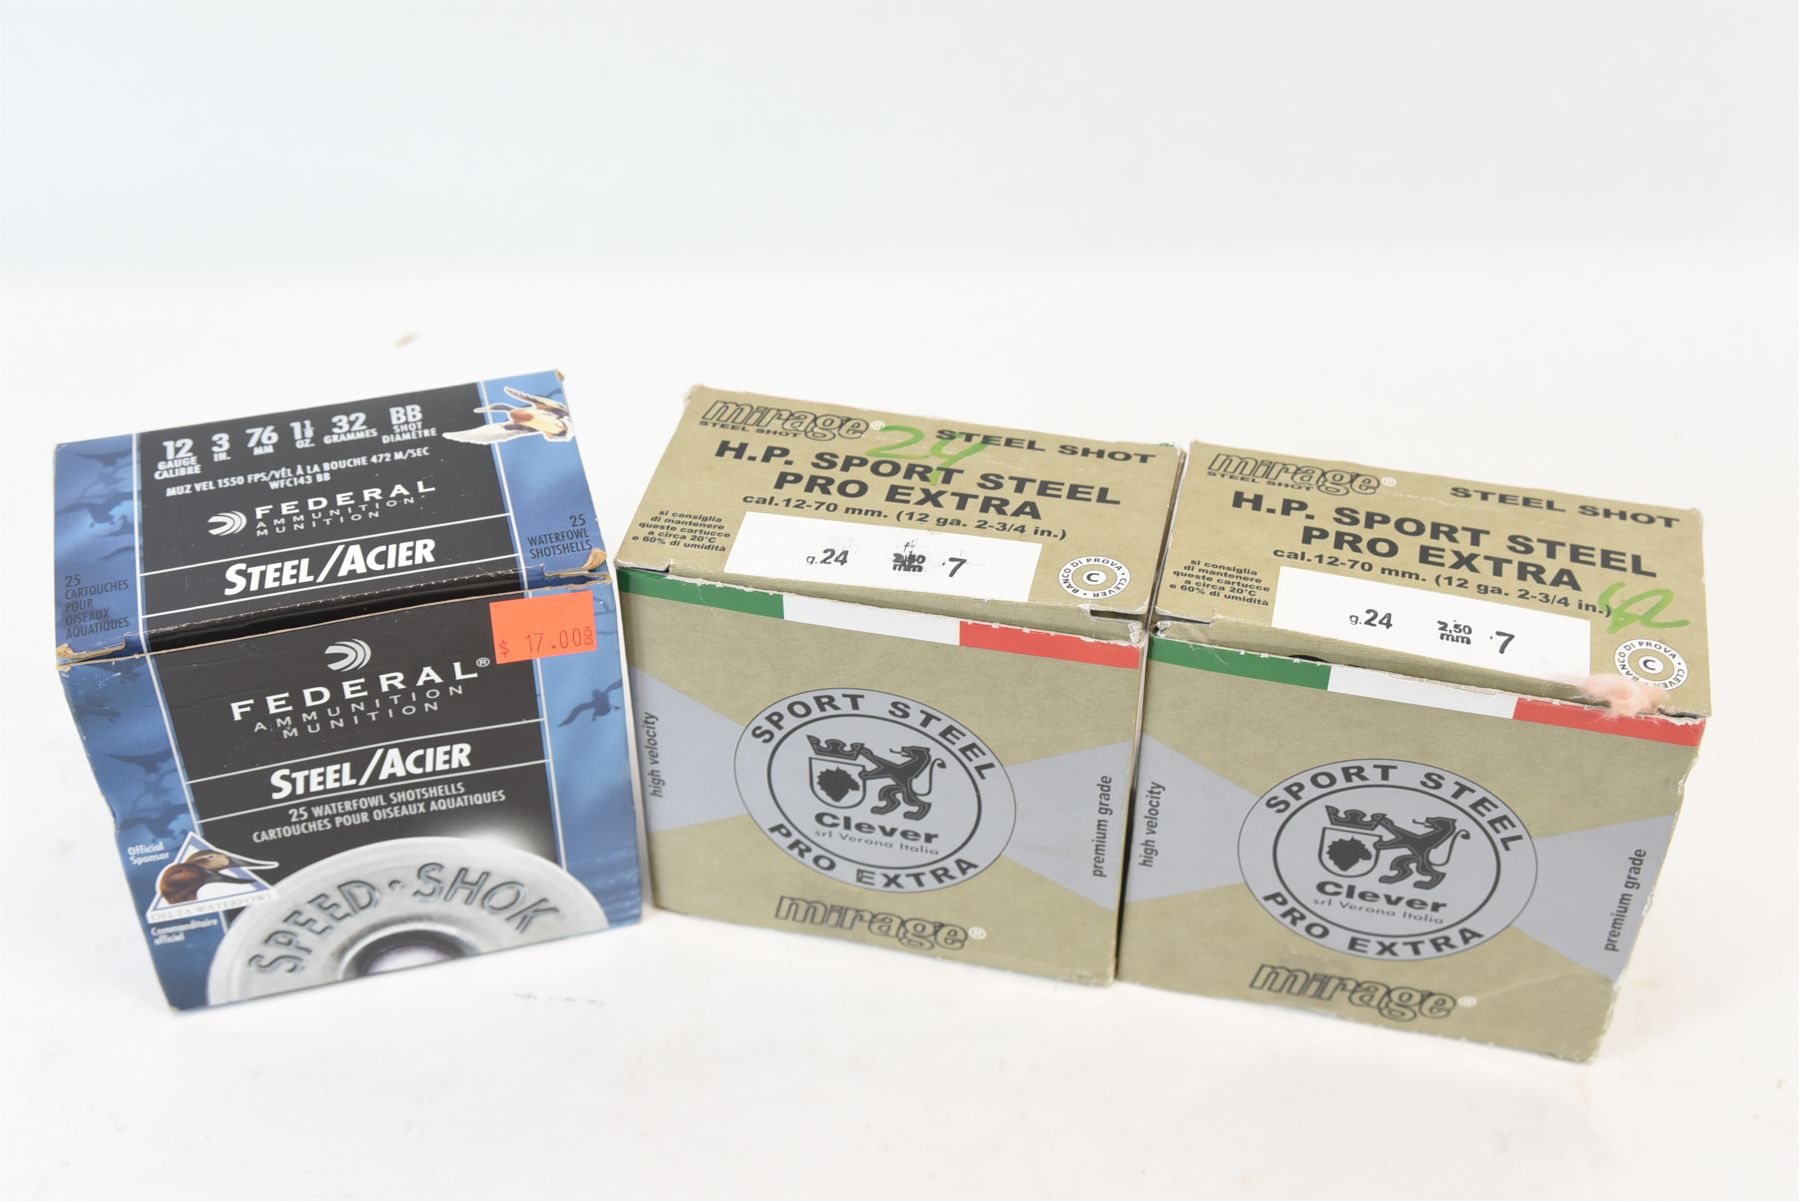 12 GAUGE CALIBRE
3 IN.
76 MM
1 1/8 OZ.
32 GRAMMES
BB SHOT DIAMÈTRE
MUZ VEL 1550 FPS/VÉL À LA BOUCHE 472 M/SEC
WFC143 BB
FEDERAL
AMMUNITION
MUNITION
STEEL/ACIER
25
CARTOUCHES
POUR
OISEAUX
AQUATIQUES
25
WATERFOWL
SHOTSHELLS
$ 17.00
FEDERAL®
AMMUNITION
MUNITION
STEEL/ACIER
25 WATERFOWL SHOTSHELLS
CARTOUCHES POUR OISEAUX AQUATIQUES
Official
Sponsor
DELTA WATERFOWL
Commanditaire
officiel
SPEED·SHOK
mirage®
STEEL SHOT
24
STEEL SHOT
H.P. SPORT STEEL
PRO EXTRA
cal.12-70 mm. (12 ga. 2-3/4 in.)
si consiglia
di mantenere
queste cartucce
a circa 20°C
e 60% di umidità
g.24 2,50 mm ·7
BANCO DI PROVA · CLEVER ·
C
high velocity
SPORT STEEL
Clever
srl Verona Italia
PRO EXTRA
premium grade
mirage®
mirage®
STEEL SHOT
STEEL SHOT
H.P. SPORT STEEL
PRO EXTRA
cal.12-70 mm. (12 ga. 2-3/4 in.)
si consiglia
di mantenere
queste cartucce
a circa 20°C
e 60% di umidità
g.24 2,50 mm ·7
BANCO DI PROVA · CLEVER ·
C
high velocity
SPORT STEEL
Clever
srl Verona Italia
PRO EXTRA
premium grade
mirage®